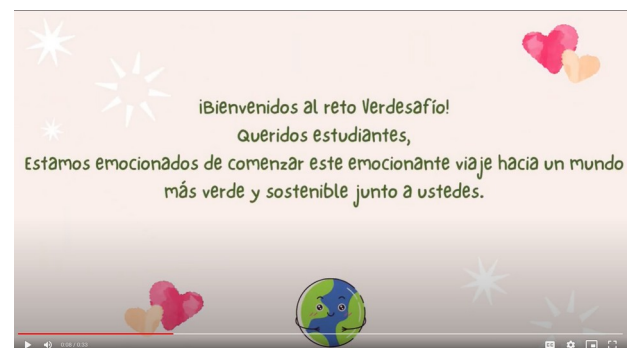 ¡Bienvenidos al reto Verdesafío!
Queridos estudiantes,
Estamos emocionados de comenzar este emocionante viaje hacia un mundo
más verde y sostenible junto a ustedes.